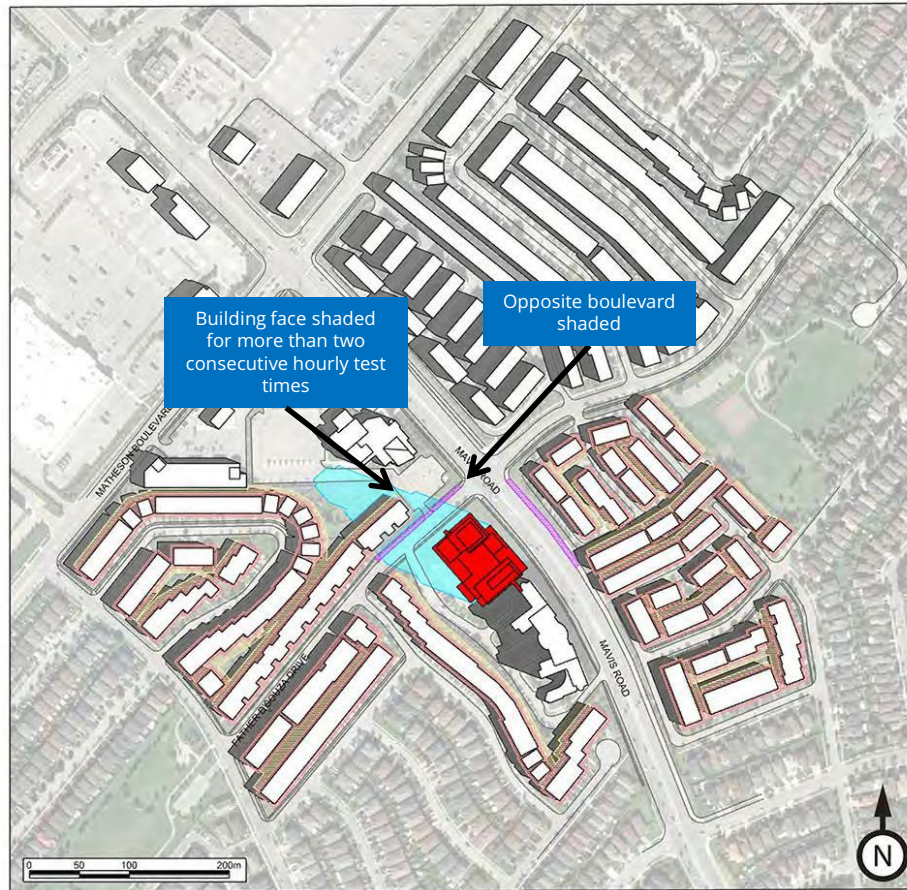 Opposite boulevard
shaded
Building face shaded
for more than two
consecutive hourly test
times
MATHESON BOULEVARD
MAVIS ROAD
MAVIS ROAD
FATHER D'SOUZA DRIVE
0 50 100 200m
N